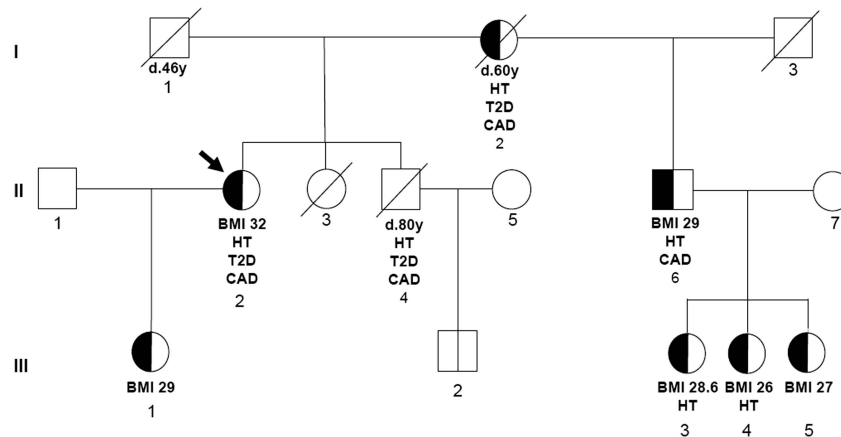 I
d.46y
1
d.60y
HT
T2D
CAD
2
3
II
1
BMI 32
HT
T2D
CAD
2
3
d.80y
HT
T2D
CAD
4
5
BMI 29
HT
CAD
6
7
III
BMI 29
1
2
BMI 28.6
HT
3
BMI 26
HT
4
BMI 27
5